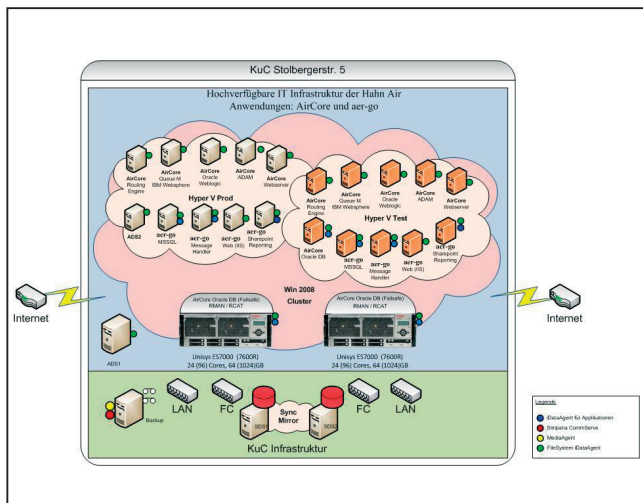 KuC Stolbergerstr. 5
Hochverfügbare IT Infrastruktur der Hahn Air
Anwendungen: AirCore und aer-go
AirCore
Routing
Engine
AirCore
Queue M.
IBM Websphere
AirCore
Oracle
Weblogic
AirCore
ADAM
AirCore
Webserver
Hyper V Prod
ADS2
aer-go
MSSQL
aer-go
Message
Handler
aer-go
Web (IIS)
aer-go
Sharepoint
Reporting
AirCore
Routing
Engine
AirCore
Queue M.
IBM Websphere
AirCore
Oracle
Weblogic
AirCore
ADAM
AirCore
Webserver
Hyper V Test
AirCore
Oracle DB
aer-go
MSSQL
aer-go
Message
Handler
aer-go
Web (IIS)
aer-go
Sharepoint
Reporting
Internet
Internet
Win 2008
Cluster
AirCore Oracle DB (Failsafe)
RMAN / RCAT
AirCore Oracle DB (Failsafe)
RMAN / RCAT
ADS1
Unisys ES7000 (7600R)
24 (96) Cores, 64 (1024)GB
Unisys ES7000 (7600R)
24 (96) Cores, 64 (1024)GB
Backup
LAN
FC
SDS1
Sync
Mirror
SDS2
FC
LAN
KuC Infrastruktur
Legende
iDataAgent für Applikationen
Simpana CommServe
MediaAgent
FileSystem iDataAgent